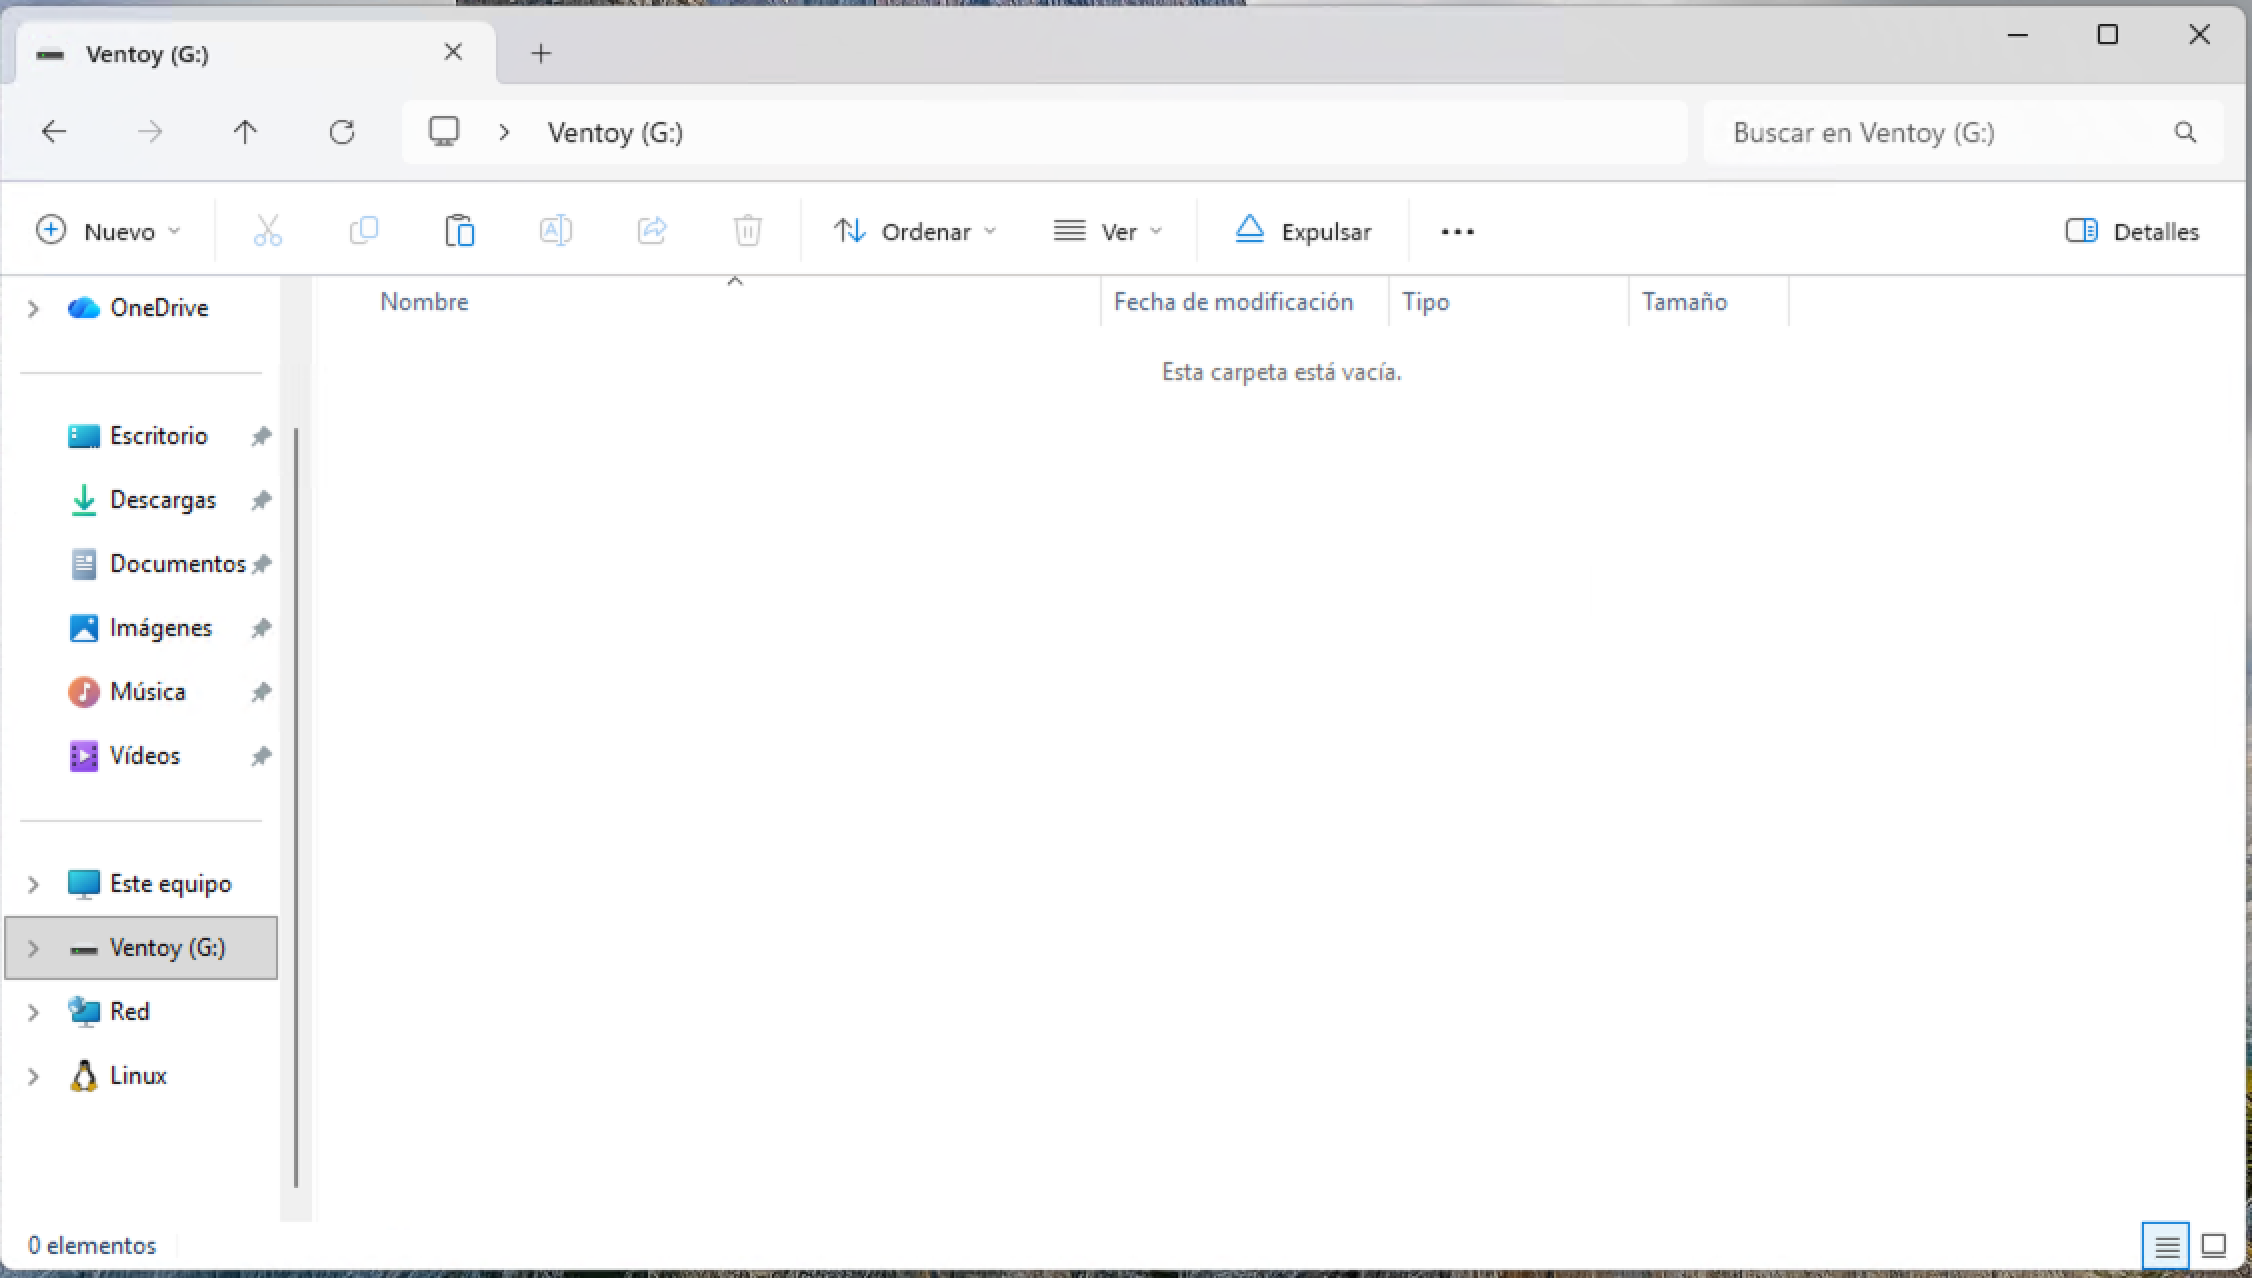 Ventoy (G:)
Ventoy (G:)
Buscar en Ventoy (G:)
Nuevo
Ordenar
Ver
Expulsar
Detalles
OneDrive
Escritorio
Descargas
Documentos
Imágenes
Música
Vídeos
Este equipo
Ventoy (G:)
Red
Linux
Nombre
Fecha de modificación
Tipo
Tamaño
Esta carpeta está vacía.
0 elementos